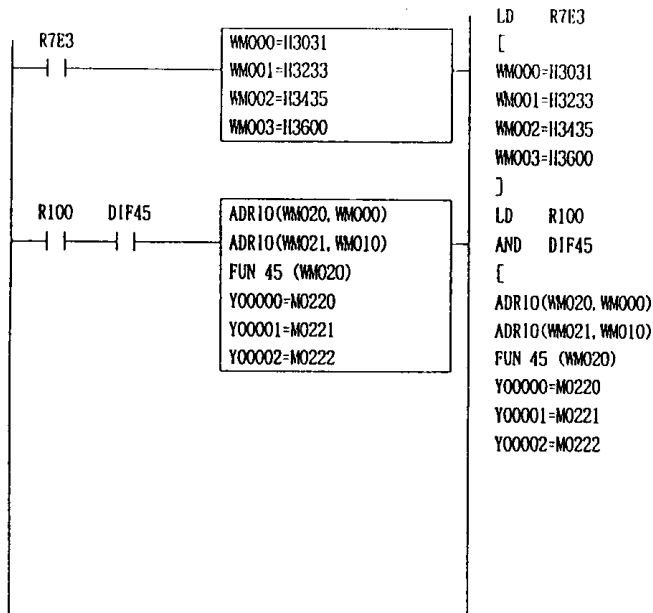 R7E3
WM000=H3031
WM001=H3233
WM002=H3435
WM003=H3600
R100 DIF45
ADRIO(WM020, WM000)
ADRIO(WM021, WM010)
FUN 45 (WM020)
Y00000=M0220
Y00001=M0221
Y00002=M0222
LD R7E3
[
WM000=H3031
WM001=H3233
WM002=H3435
WM003=H3600
]
LD R100
AND DIF45
[
ADRIO(WM020, WM000)
ADRIO(WM021, WM010)
FUN 45 (WM020)
Y00000=M0220
Y00001=M0221
Y00002=M0222